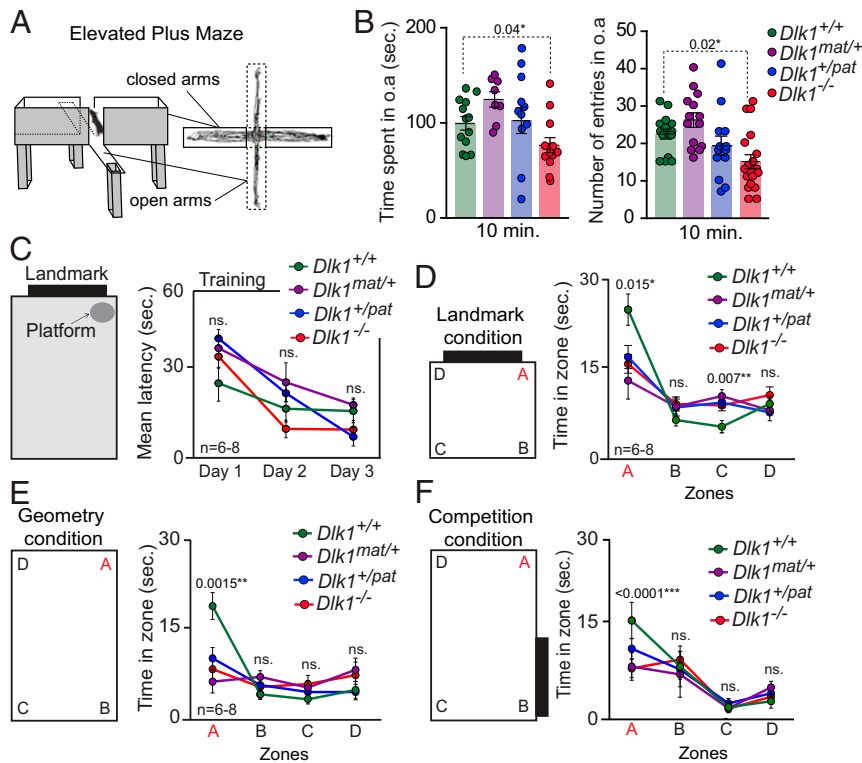 A
Elevated Plus Maze
closed arms
open arms
B
Time spent in o.a (sec.)
200
100
0
0.04*
10 min.
Number of entries in o.a
50
40
30
20
10
0
0.02*
10 min.
Dlk1+/+
Dlk1mat/+
Dlk1+/pat
Dlk1-/-
C
Landmark
Platform
Mean latency (sec.)
60
30
0
Training
Dlk1+/+
Dlk1mat/+
Dlk1+/pat
Dlk1-/-
ns.
ns.
ns.
n=6-8
Day 1
Day 2
Day 3
D
Landmark
condition
D
A
C
B
Time in zone (sec.)
30
15
0
0.015*
ns.
0.007**
ns.
Dlk1+/+
Dlk1mat/+
Dlk1+/pat
Dlk1-/-
n=6-8
A
B
C
D
Zones
E
Geometry
condition
D
A
C
B
Time in zone (sec.)
30
15
0
0.0015**
ns.
ns.
ns.
Dlk1+/+
Dlk1mat/+
Dlk1+/pat
Dlk1-/-
n=6-8
A
B
C
D
Zones
F
Competition
condition
D
A
C
B
Time in zone (sec.)
30
15
0
<0.0001***
ns.
ns.
ns.
Dlk1+/+
Dlk1mat/+
Dlk1+/pat
Dlk1-/-
A
B
C
D
Zones